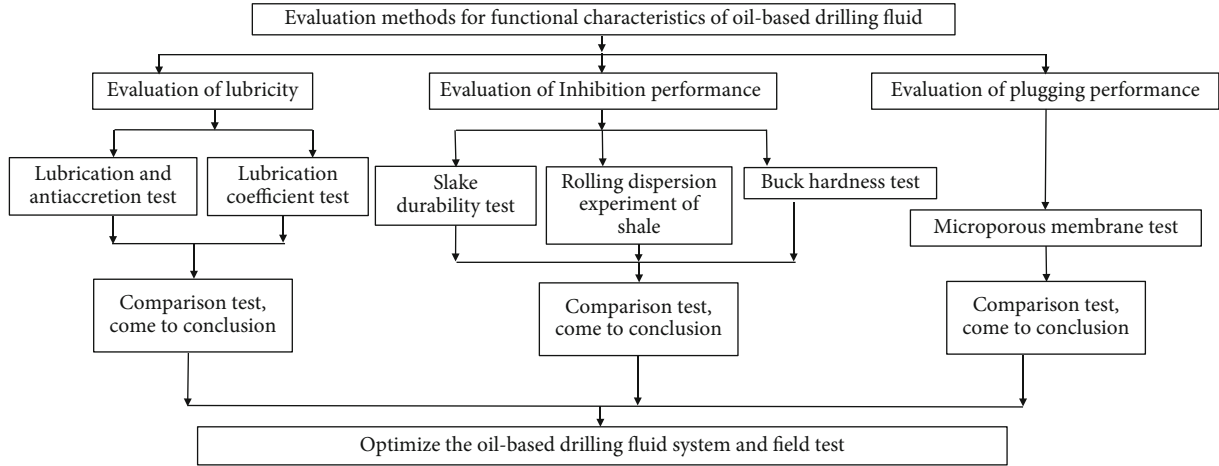 Evaluation methods for functional characteristics of oil-based drilling fluid
Evaluation of lubricity
Evaluation of Inhibition performance
Evaluation of plugging performance
Lubrication and
antiaccretion test
Lubrication
coefficient test
Slake
durability test
Rolling dispersion
experiment of
shale
Buck hardness test
Microporous membrane test
Comparison test,
come to conclusion
Comparison test,
come to conclusion
Comparison test,
come to conclusion
Optimize the oil-based drilling fluid system and field test